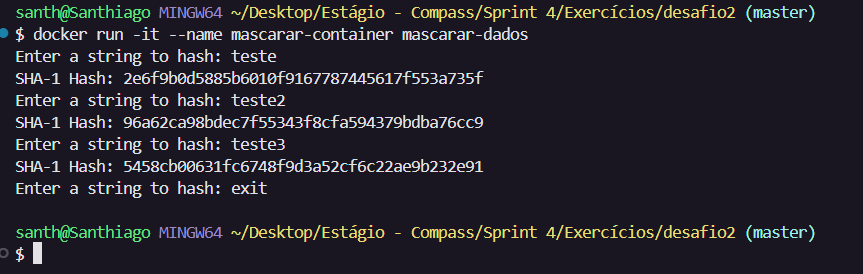 santh@Santhiago MINGW64 ~/Desktop/Estágio - Compass/Sprint 4/Exercícios/desafio2 (master)
$ docker run -it --name mascarar-container mascarar-dados
Enter a string to hash: teste
SHA-1 Hash: 2e6f9b0d5885b6010f9167787445617f553a735f
Enter a string to hash: teste2
SHA-1 Hash: 96a62ca98bdec7f55343f8cfa594379bdba76cc9
Enter a string to hash: teste3
SHA-1 Hash: 5458cb00631fc6748f9d3a52cf6c22ae9b232e91
Enter a string to hash: exit
santh@Santhiago MINGW64 ~/Desktop/Estágio - Compass/Sprint 4/Exercícios/desafio2 (master)
$